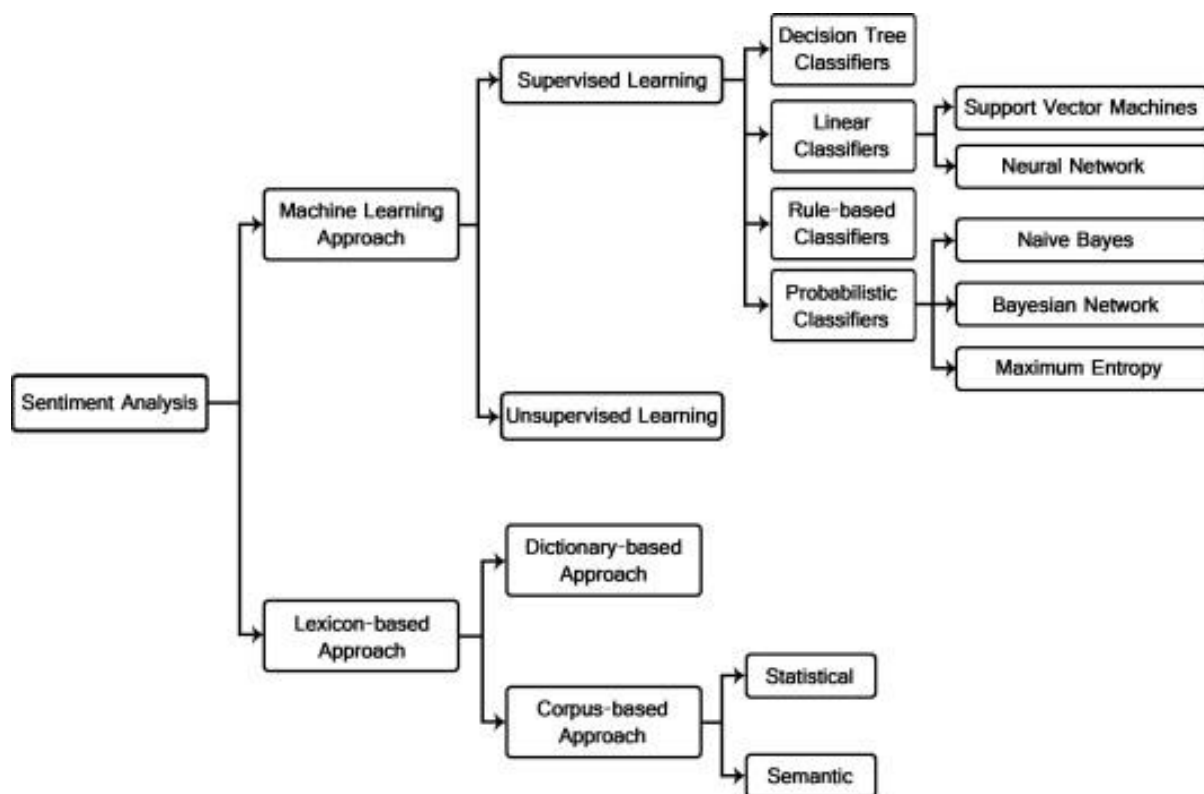 Decision Tree
Classifiers
Supervised Learning
Linear
Classifiers
Support Vector Machines
Neural Network
Machine Learning
Approach
Rule-based
Classifiers
Naive Bayes
Probabilistic
Classifiers
Bayesian Network
Maximum Entropy
Sentiment Analysis
Unsupervised Learning
Dictionary-based
Approach
Lexicon-based
Approach
Statistical
Corpus-based
Approach
Semantic